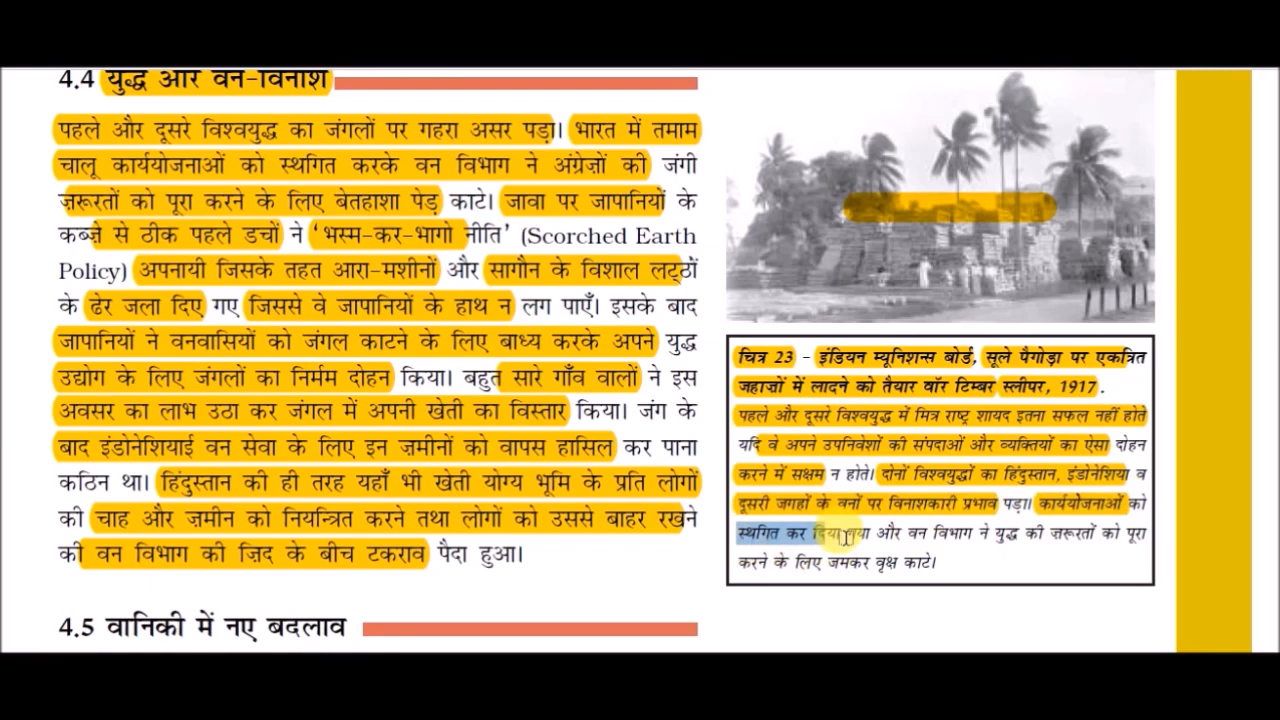 4.4 युद्ध और वन-विनाश
पहले और दूसरे विश्वयुद्ध का जंगलों पर गहरा असर पड़ा। भारत में तमाम
चालू कार्ययोजनाओं को स्थगित करके वन विभाग ने अंग्रेज़ों की जंगी
ज़रूरतों को पूरा करने के लिए बेतहाशा पेड़ काटे। जावा पर जापानियों के
कब्ज़े से ठीक पहले डचों ने ‘भस्म-कर-भागो नीति’ (Scorched Earth
Policy) अपनायी जिसके तहत आरा-मशीनों और सागौन के विशाल लट्ठों
के ढेर जला दिए गए जिससे वे जापानियों के हाथ न लग पाएँ। इसके बाद
जापानियों ने वनवासियों को जंगल काटने के लिए बाध्य करके अपने युद्ध
उद्योग के लिए जंगलों का निर्मम दोहन किया। बहुत सारे गाँव वालों ने इस
अवसर का लाभ उठा कर जंगल में अपनी खेती का विस्तार किया। जंग के
बाद इंडोनेशियाई वन सेवा के लिए इन ज़मीनों को वापस हासिल कर पाना
कठिन था। हिंदुस्तान की ही तरह यहाँ भी खेती योग्य भूमि के प्रति लोगों
की चाह और ज़मीन को नियन्त्रित करने तथा लोगों को उससे बाहर रखने
की वन विभाग की ज़िद के बीच टकराव पैदा हुआ।
4.5 वानिकी में नए बदलाव
चित्र 23 – इंडियन म्यूनिशन्स बोर्ड, सूले पैगोड़ा पर एकत्रित
जहाज़ों में लादने को तैयार वॉर टिम्बर स्लीपर, 1917.
पहले और दूसरे विश्वयुद्ध में मित्र राष्ट्र शायद इतना सफल नहीं होते
यदि वे अपने उपनिवेशों की संपदाओं और व्यक्तियों का ऐसा दोहन
करने में सक्षम न होते। दोनों विश्वयुद्धों का हिंदुस्तान, इंडोनेशिया व
दूसरी जगहों के वनों पर विनाशकारी प्रभाव पड़ा। कार्ययोजनाओं को
स्थगित कर दिया गया और वन विभाग ने युद्ध की ज़रूरतों को पूरा
करने के लिए जमकर वृक्ष काटे।